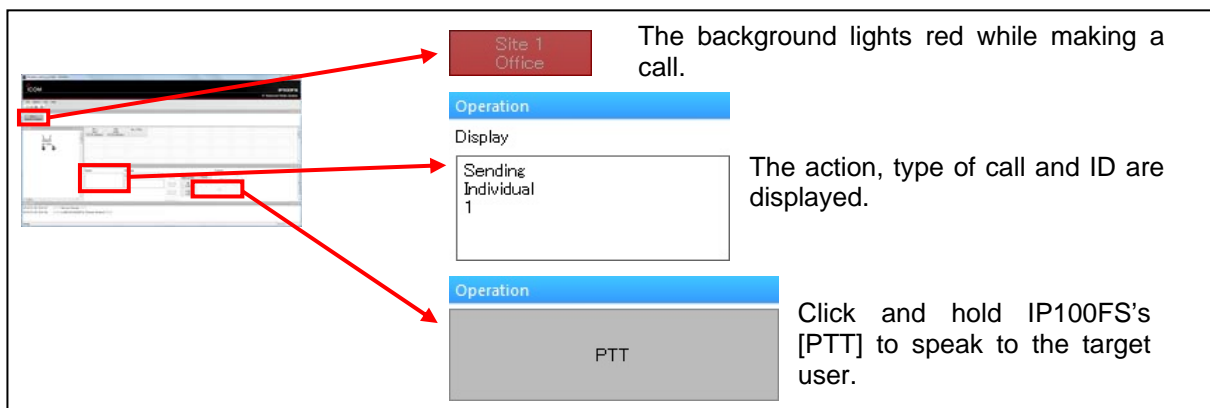 Site 1
Office
The background lights red while making a
call.
ICOM
IP100FS
Operation
Display
Sending
Individual
1
The action, type of call and ID are
displayed.
Operation
PTT
Click and hold IP100FS's
[PTT] to speak to the target
user.